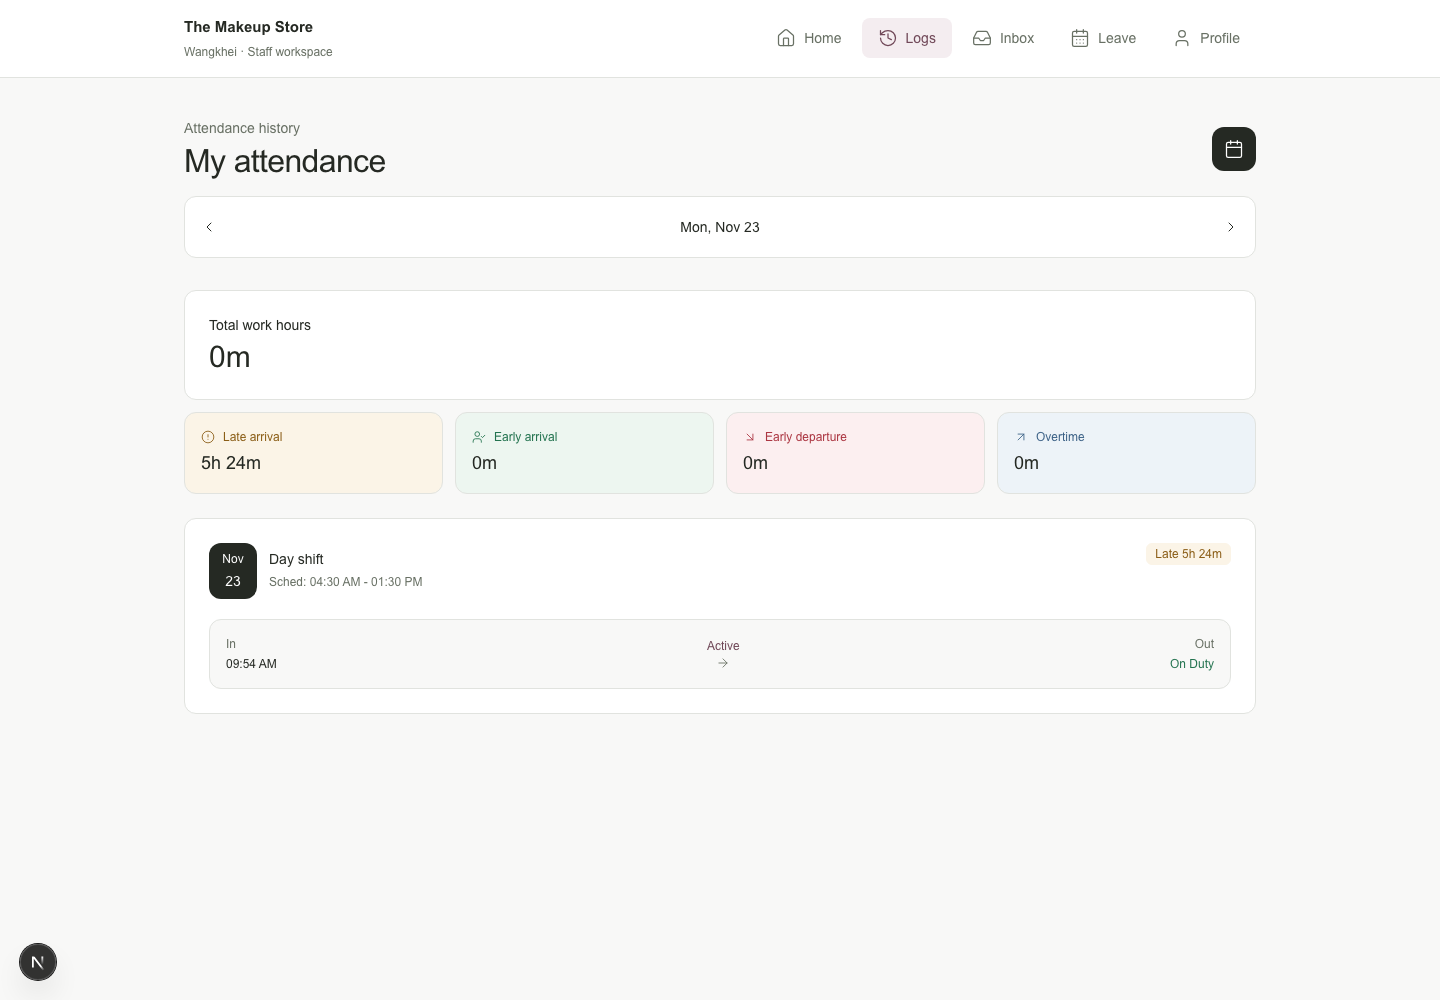 The Makeup Store
Wangkhei · Staff workspace
Home
Logs
Inbox
Leave
Profile
Attendance history
My attendance
Mon, Nov 23
Total work hours
0m
Late arrival
5h 24m
Early arrival
0m
Early departure
0m
Overtime
0m
Nov
23
Day shift
Sched: 04:30 AM - 01:30 PM
Late 5h 24m
In
09:54 AM
Active
Out
On Duty
N